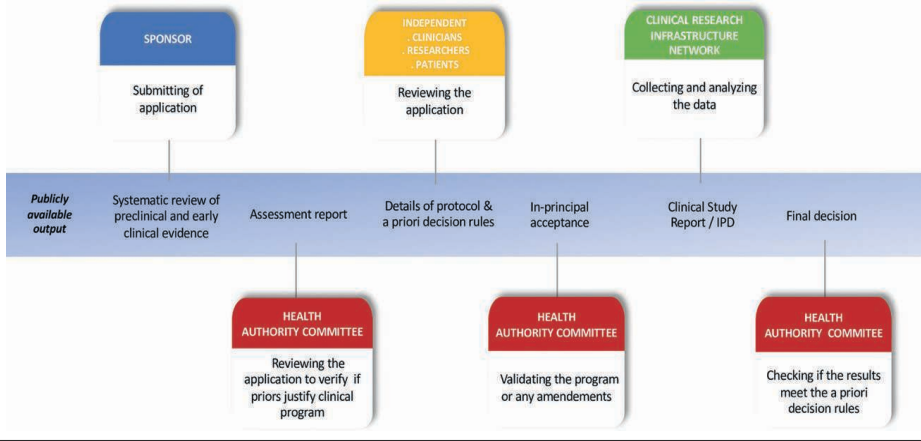 SPONSOR
Submitting of
application
INDEPENDENT
. CLINICIANS
. RESEARCHERS
. PATIENTS
Reviewing the
application
CLINICAL RESEARCH
INFRASTRUCTURE
NETWORK
Collecting and analyzing
the data
Publicly
available
output
Systematic review of
preclinical and early
clinical evidence
Assessment report
Details of protocol &
a priori decision rules
In-principal
acceptance
Clinical Study
Report / IPD
Final decision
HEALTH
AUTHORITY COMMITTEE
Reviewing the
application to verify if
priors justify clinical
program
HEALTH
AUTHORITY COMMITTEE
Validating the program
or any amendements
HEALTH
AUTHORITY COMMITEE
Checking if the results
meet the a priori
decision rules